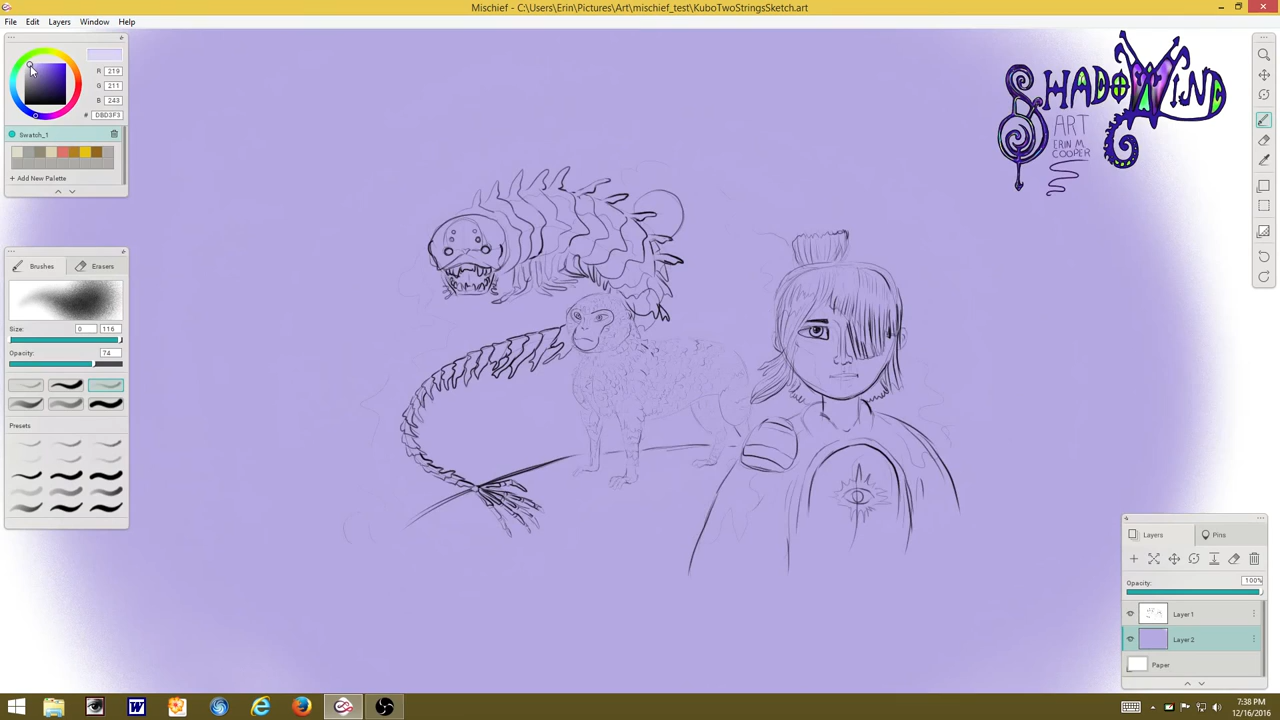 Mischief - C:\Users\Erin\Pictures\Art\mischief_test\KuboTwoStringsSketch.art
File Edit Layers Window Help
R 219
G 211
B 243
# DBD3F3
Swatch_1
+ Add New Palette
Brushes Erasers
Size: 0 116
Opacity: 74
Presets
SHADOWIND
ART
ERIN M.
COOPER
Layers Pins
Opacity: 100%
Layer 1
Layer 2
Paper
7:38 PM
12/16/2016